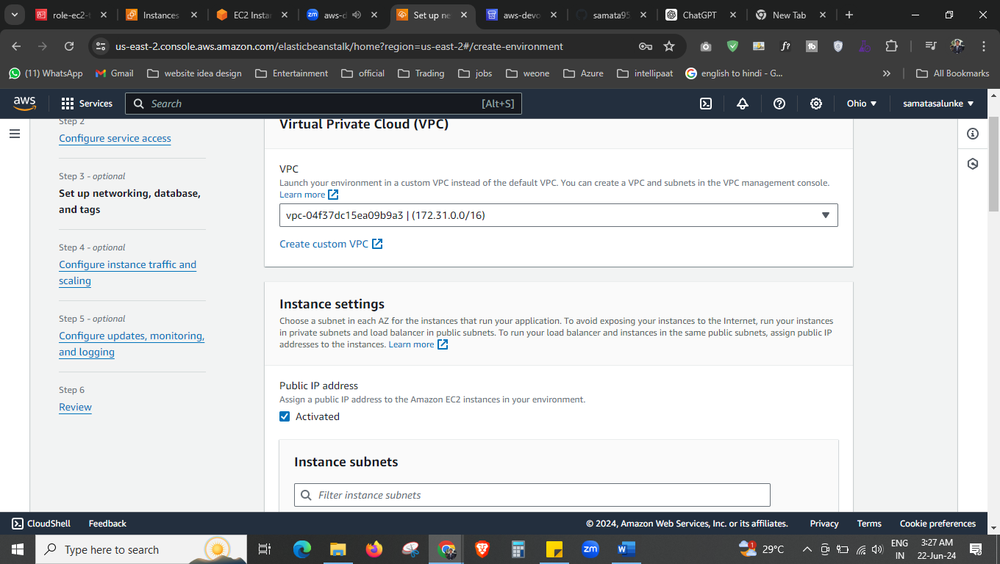 role-ec2-t
Instances
EC2 Insta
zm
aws-d
Set up ne
aws-devo
samata95
ChatGPT
New Tab
us-east-2.console.aws.amazon.com/elasticbeanstalk/home?region=us-east-2#/create-environment
(11) WhatsApp
Gmail
website idea design
Entertainment
official
Trading
jobs
weone
Azure
intellipaat
english to hindi - G...
»
All Bookmarks
aws
Services
Search
[Alt+S]
Ohio
samatasalunke
Step 2
Configure service access
Step 3 - optional
Set up networking, database,
and tags
Step 4 - optional
Configure instance traffic and
scaling
Step 5 - optional
Configure updates, monitoring,
and logging
Step 6
Review
Virtual Private Cloud (VPC)
VPC
Launch your environment in a custom VPC instead of the default VPC. You can create a VPC and subnets in the VPC management console.
Learn more
vpc-04f37dc15ea09b9a3 | (172.31.0.0/16)
Create custom VPC
Instance settings
Choose a subnet in each AZ for the instances that run your application. To avoid exposing your instances to the Internet, run your instances
in private subnets and load balancer in public subnets. To run your load balancer and instances in the same public subnets, assign public IP
addresses to the instances. Learn more
Public IP address
Assign a public IP address to the Amazon EC2 instances in your environment.
Activated
Instance subnets
Filter instance subnets
CloudShell
Feedback
© 2024, Amazon Web Services, Inc. or its affiliates.
Privacy
Terms
Cookie preferences
Type here to search
zm
29°C
ENG
IN
3:27 AM
22-Jun-24